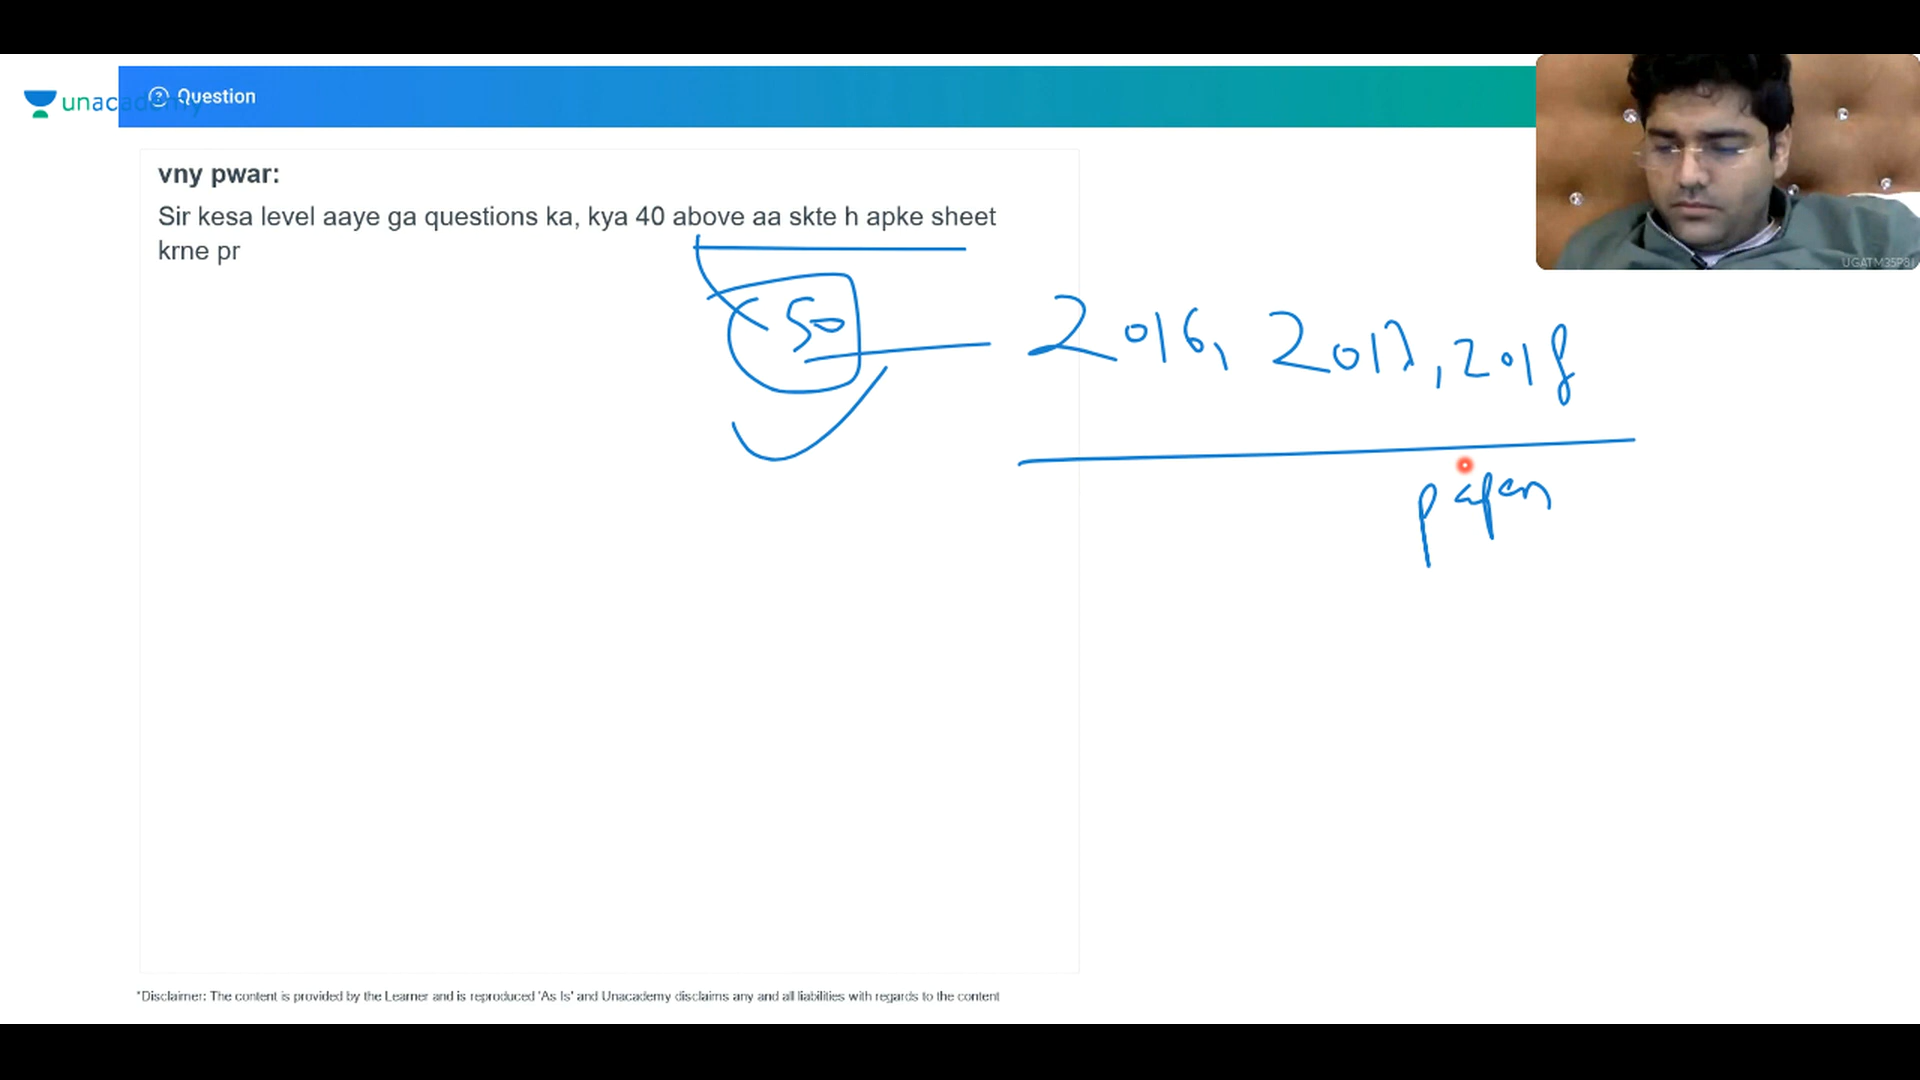 unacademy
Question
vny pwar:
Sir kesa level aaye ga questions ka, kya 40 above aa skte h apke sheet
krne pr
50
2016, 2017, 2018
paper
UGATM35P8I
*Disclaimer: The content is provided by the Learner and is reproduced 'As Is' and Unacademy disclaims any and all liabilities with regards to the content